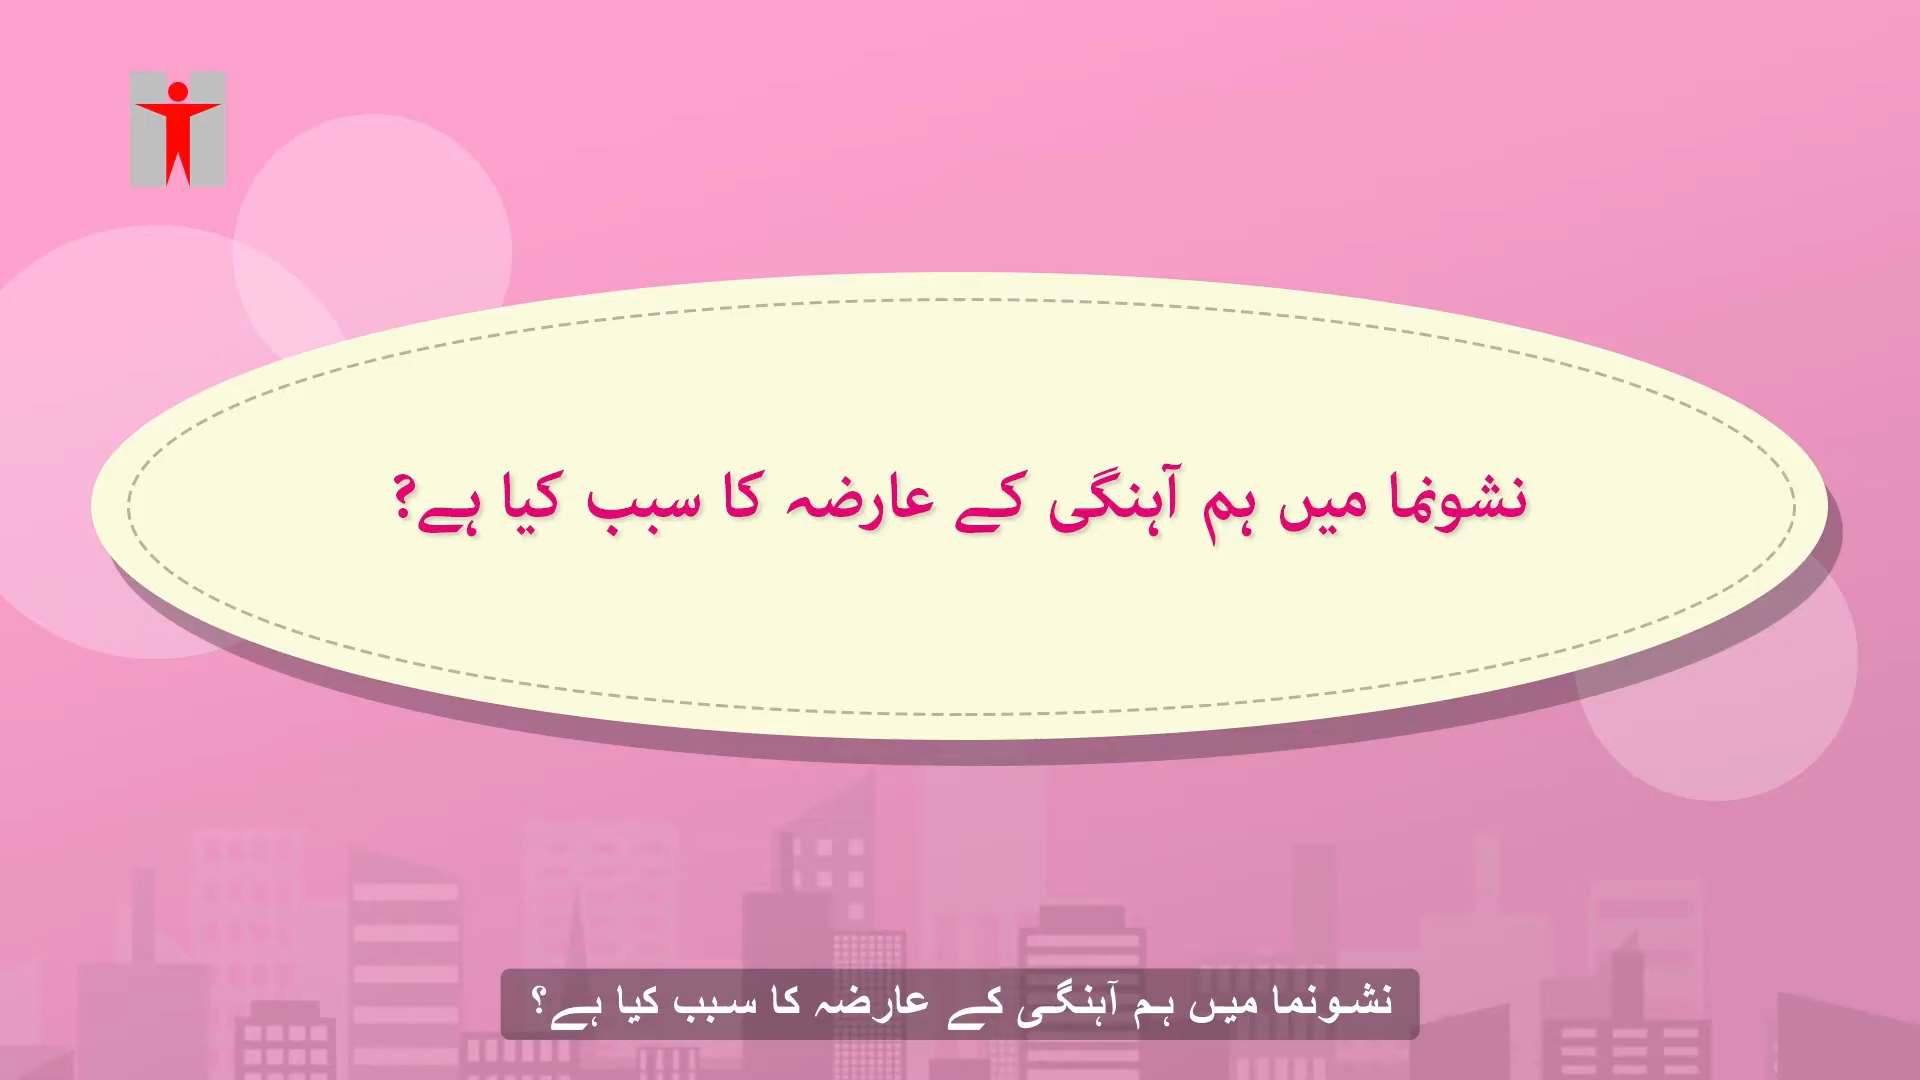 نشونما میں ہم آہنگی کے عارضہ کا سبب کیا ہے?
نشونما میں ہم آہنگی کے عارضہ کا سبب کیا ہے؟